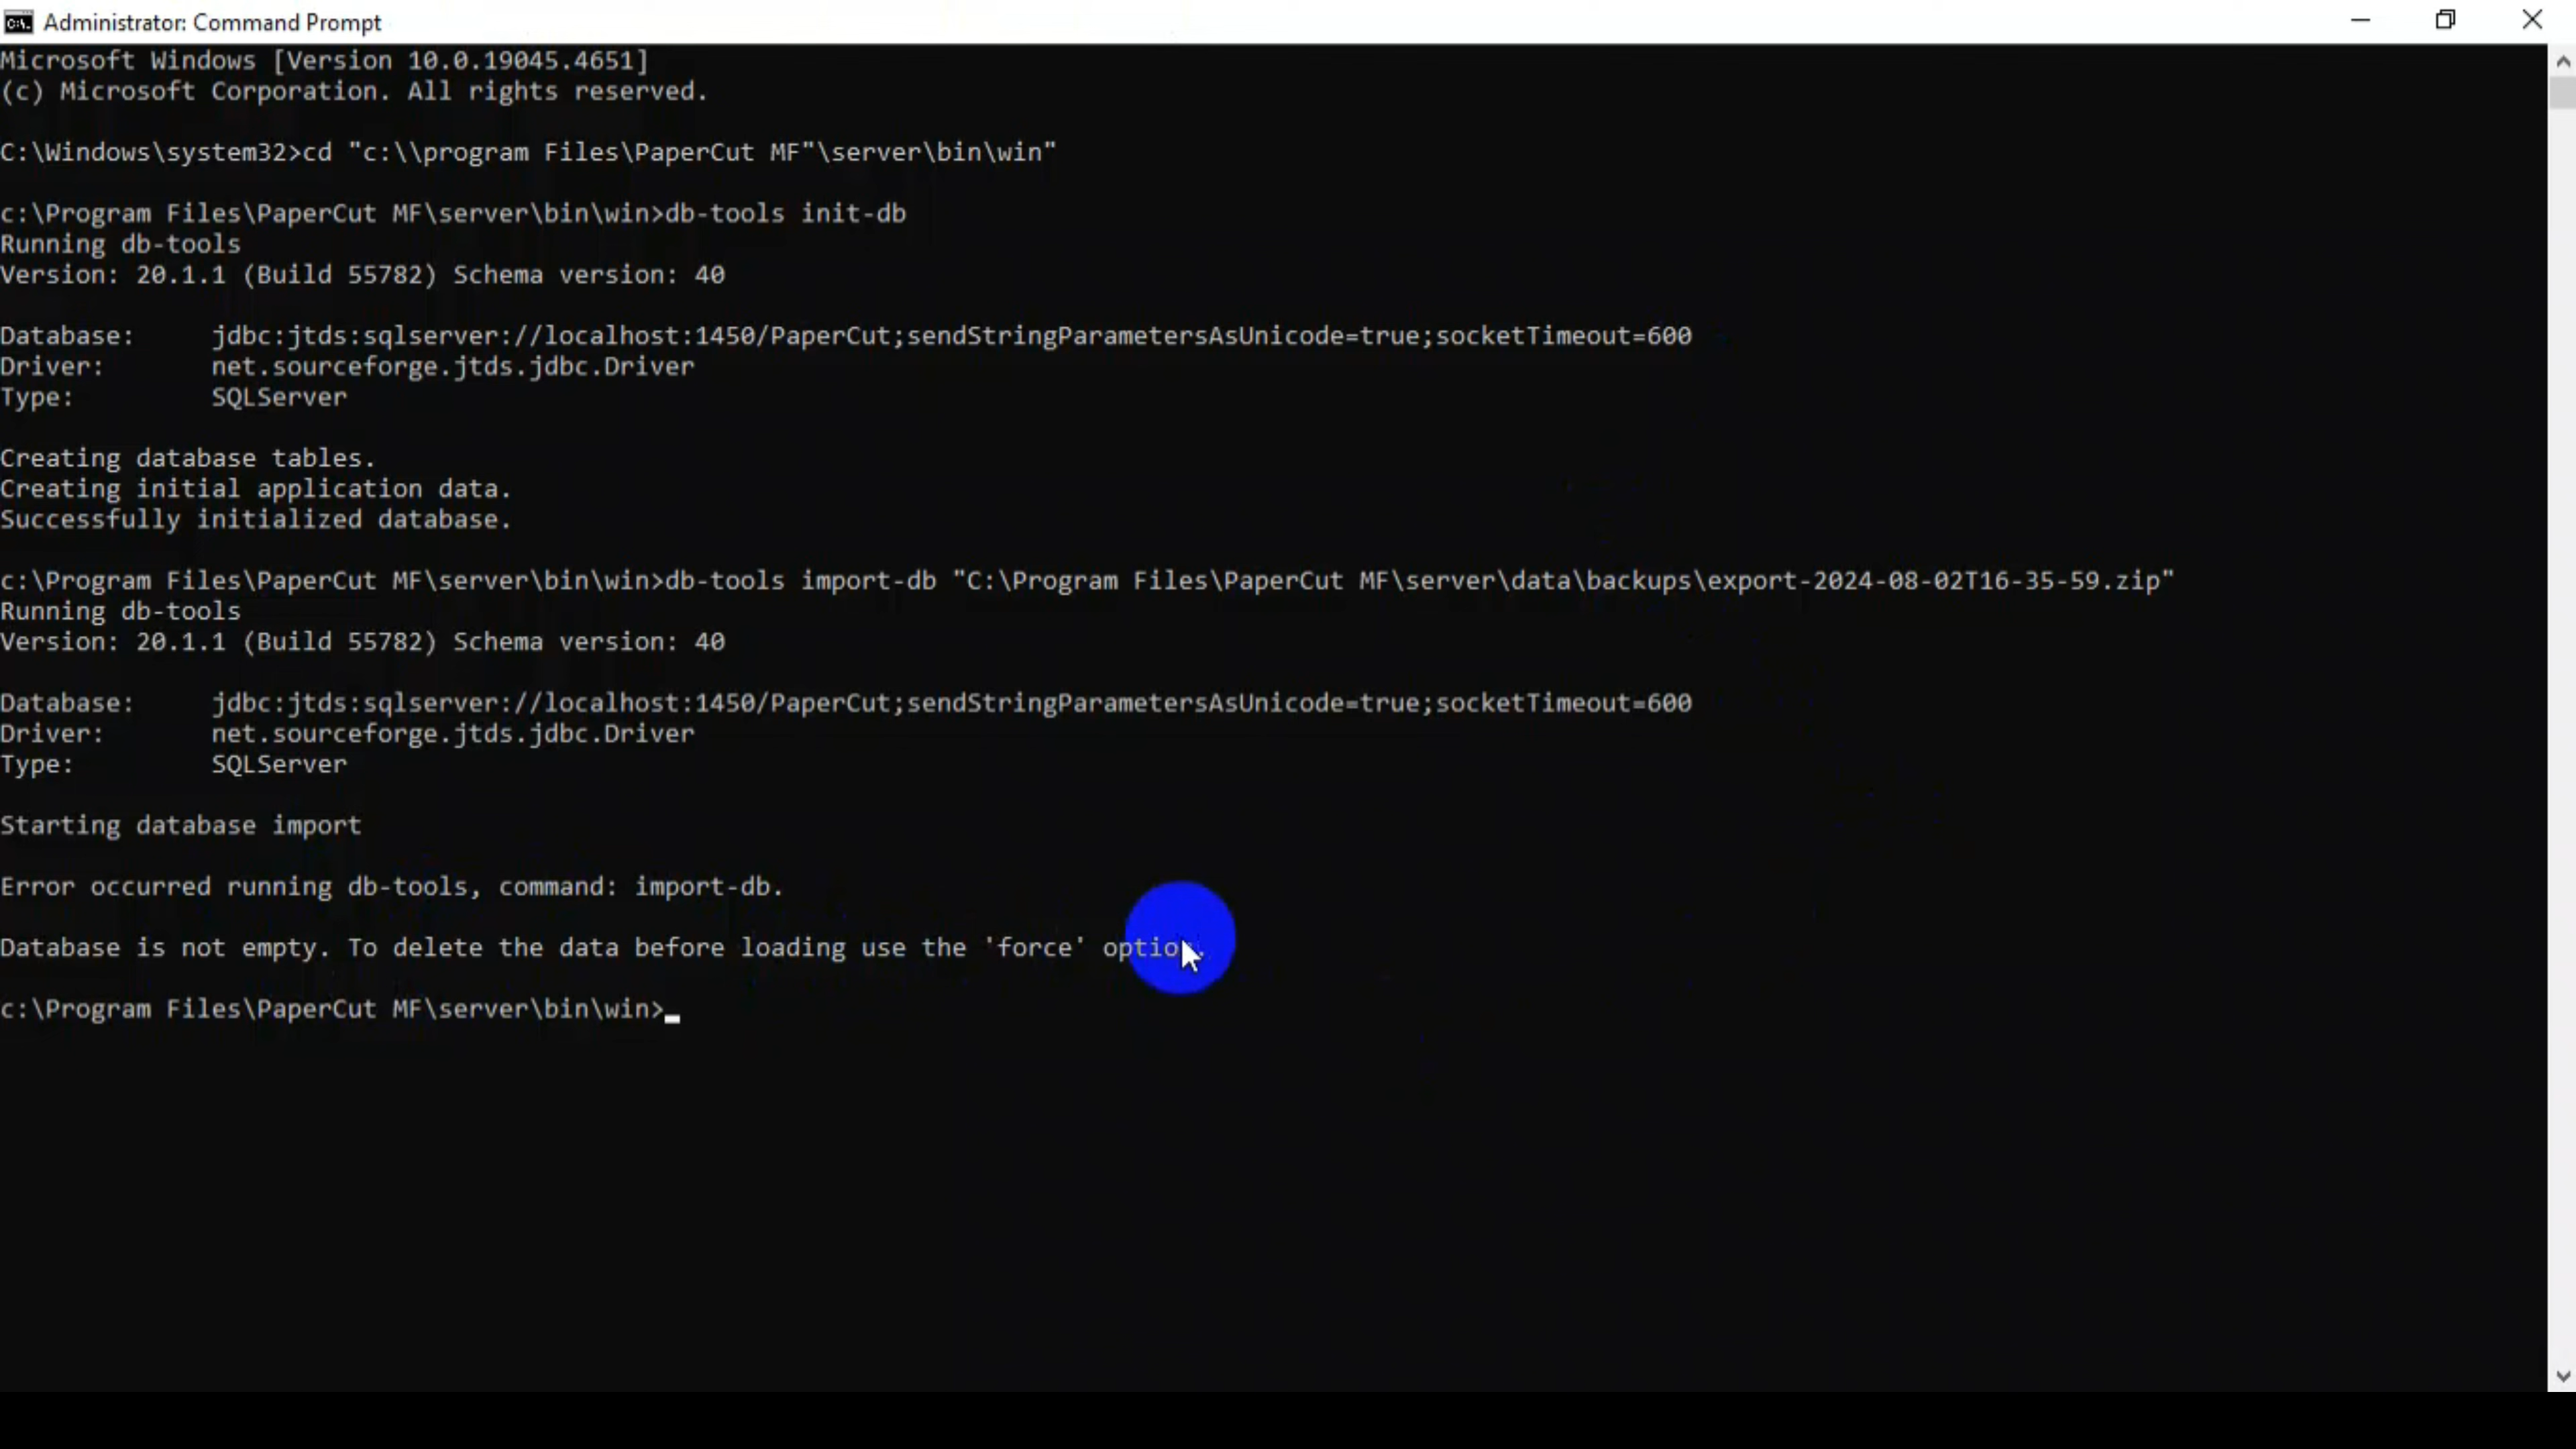 Administrator: Command Prompt
Microsoft Windows [Version 10.0.19045.4651]
(c) Microsoft Corporation. All rights reserved.
C:\Windows\system32>cd "c:\\program Files\PaperCut MF"\server\bin\win"
c:\Program Files\PaperCut MF\server\bin\win>db-tools init-db
Running db-tools
Version: 20.1.1 (Build 55782) Schema version: 40
Database: jdbc:jtds:sqlserver://localhost:1450/PaperCut;sendStringParametersAsUnicode=true;socketTimeout=600
Driver: net.sourceforge.jtds.jdbc.Driver
Type: SQLServer
Creating database tables.
Creating initial application data.
Successfully initialized database.
c:\Program Files\PaperCut MF\server\bin\win>db-tools import-db "C:\Program Files\PaperCut MF\server\data\backups\export-2024-08-02T16-35-59.zip"
Running db-tools
Version: 20.1.1 (Build 55782) Schema version: 40
Database: jdbc:jtds:sqlserver://localhost:1450/PaperCut;sendStringParametersAsUnicode=true;socketTimeout=600
Driver: net.sourceforge.jtds.jdbc.Driver
Type: SQLServer
Starting database import
Error occurred running db-tools, command: import-db.
Database is not empty. To delete the data before loading use the 'force' option.
c:\Program Files\PaperCut MF\server\bin\win>